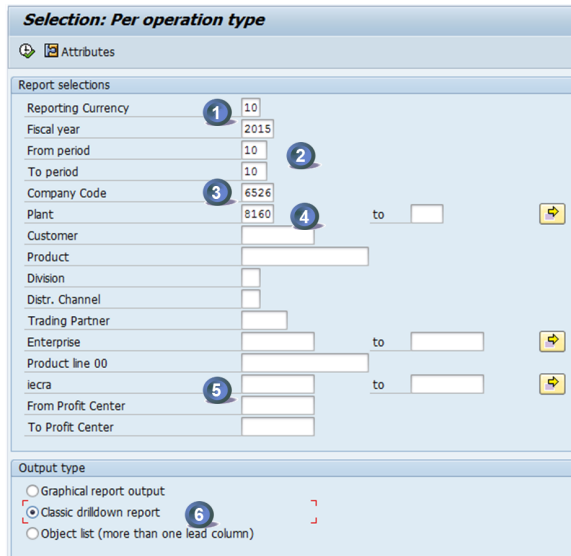 Selection: Per operation type
Attributes
Report selections
Reporting Currency 1 10
Fiscal year 2015
From period 10 2
To period 10
Company Code 3 6526
Plant 8160 4 to
Customer
Product
Division
Distr. Channel
Trading Partner
Enterprise to
Product line 00
iecra 5 to
From Profit Center
To Profit Center
Output type
Graphical report output
Classic drilldown report 6
Object list (more than one lead column)